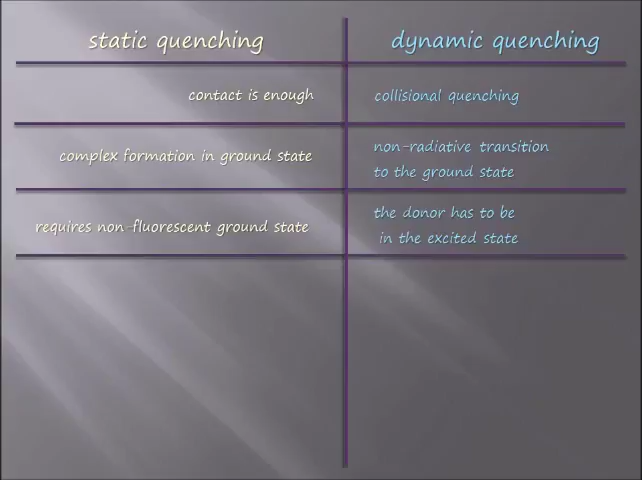 static quenching
dynamic quenching
contact is enough
collisional quenching
complex formation in ground state
non-radiative transition
to the ground state
requires non-fluorescent ground state
the donor has to be
in the excited state